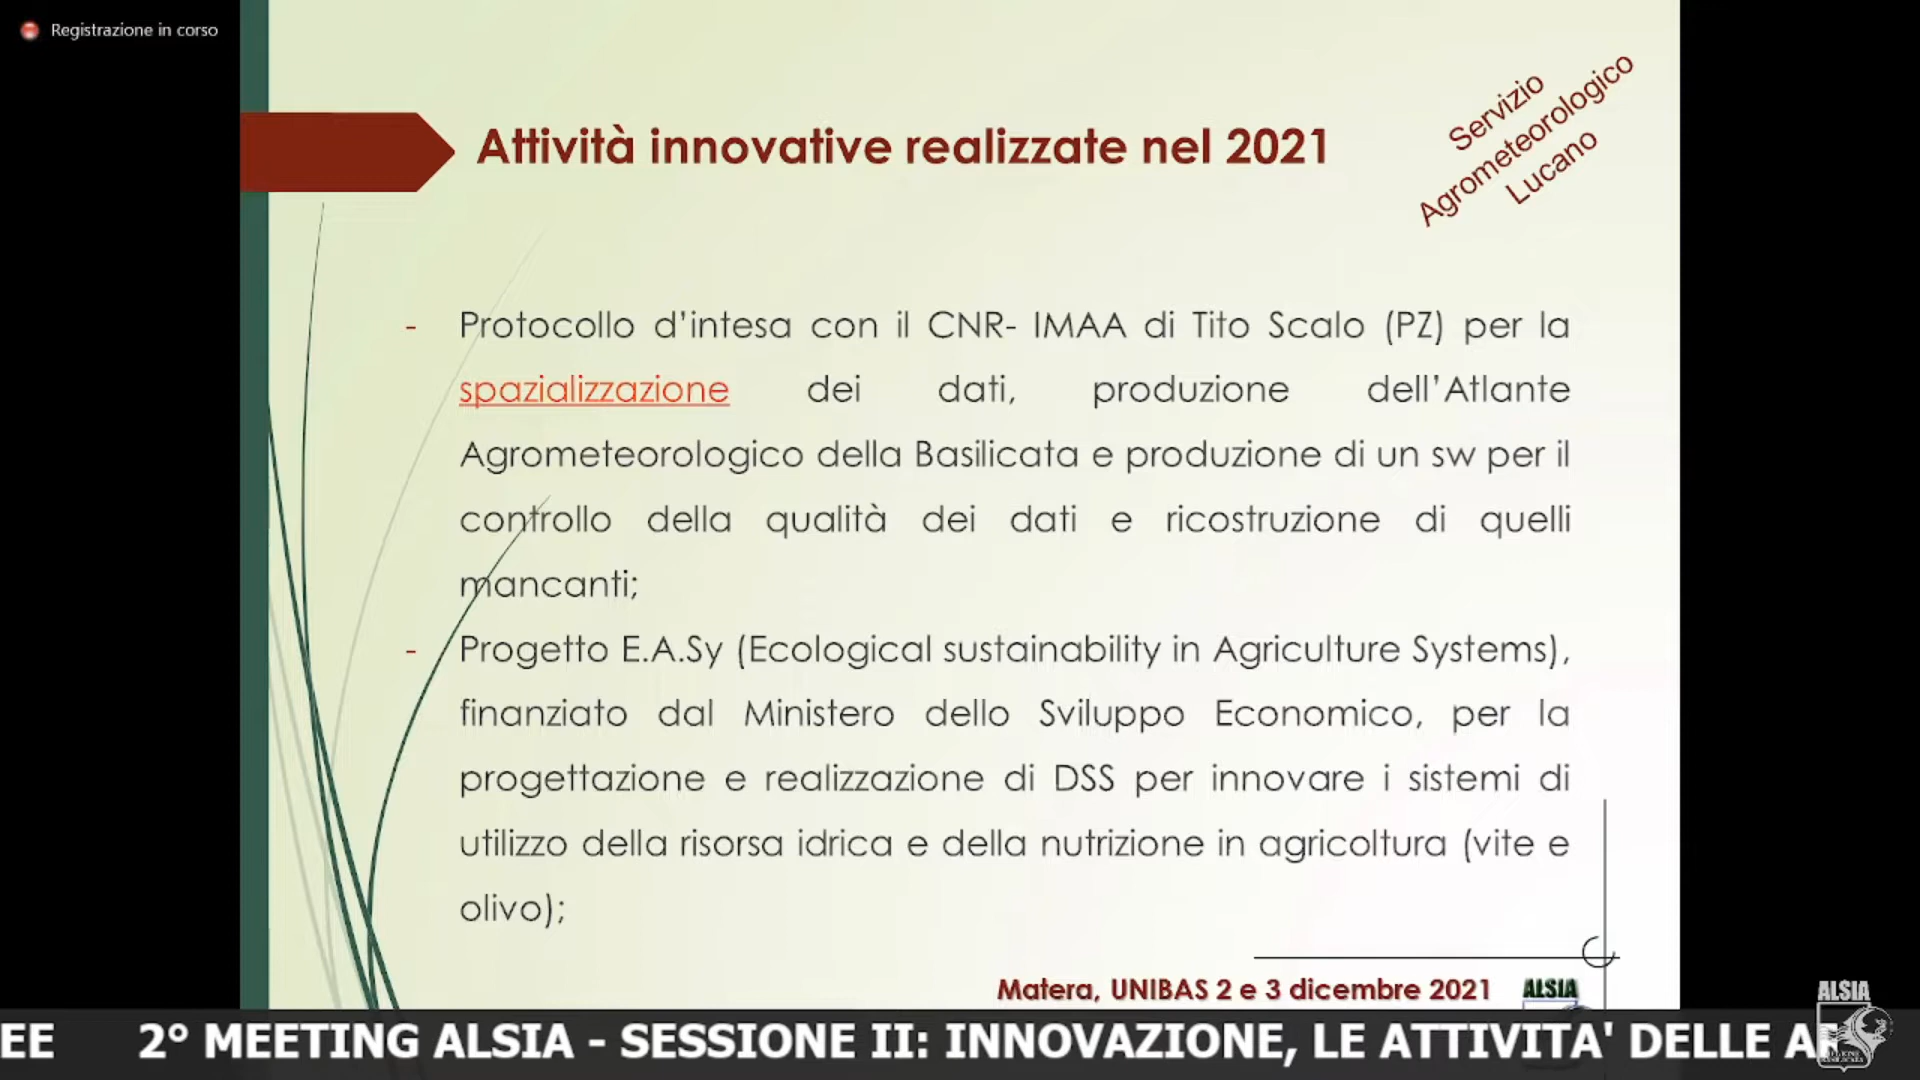 Registrazione in corso
Servizio
Agrometeorologico
Lucano
Attività innovative realizzate nel 2021
- Protocollo d'intesa con il CNR- IMAA di Tito Scalo (PZ) per la
spazializzazione dei dati, produzione dell'Atlante
Agrometeorologico della Basilicata e produzione di un sw per il
controllo della qualità dei dati e ricostruzione di quelli
mancanti;
- Progetto E.A.Sy (Ecological sustainability in Agriculture Systems),
finanziato dal Ministero dello Sviluppo Economico, per la
progettazione e realizzazione di DSS per innovare i sistemi di
utilizzo della risorsa idrica e della nutrizione in agricoltura (vite e
olivo);
Matera, UNIBAS 2 e 3 dicembre 2021
ALSIA
ALSIA
EE 2° MEETING ALSIA - SESSIONE II: INNOVAZIONE, LE ATTIVITA' DELLE